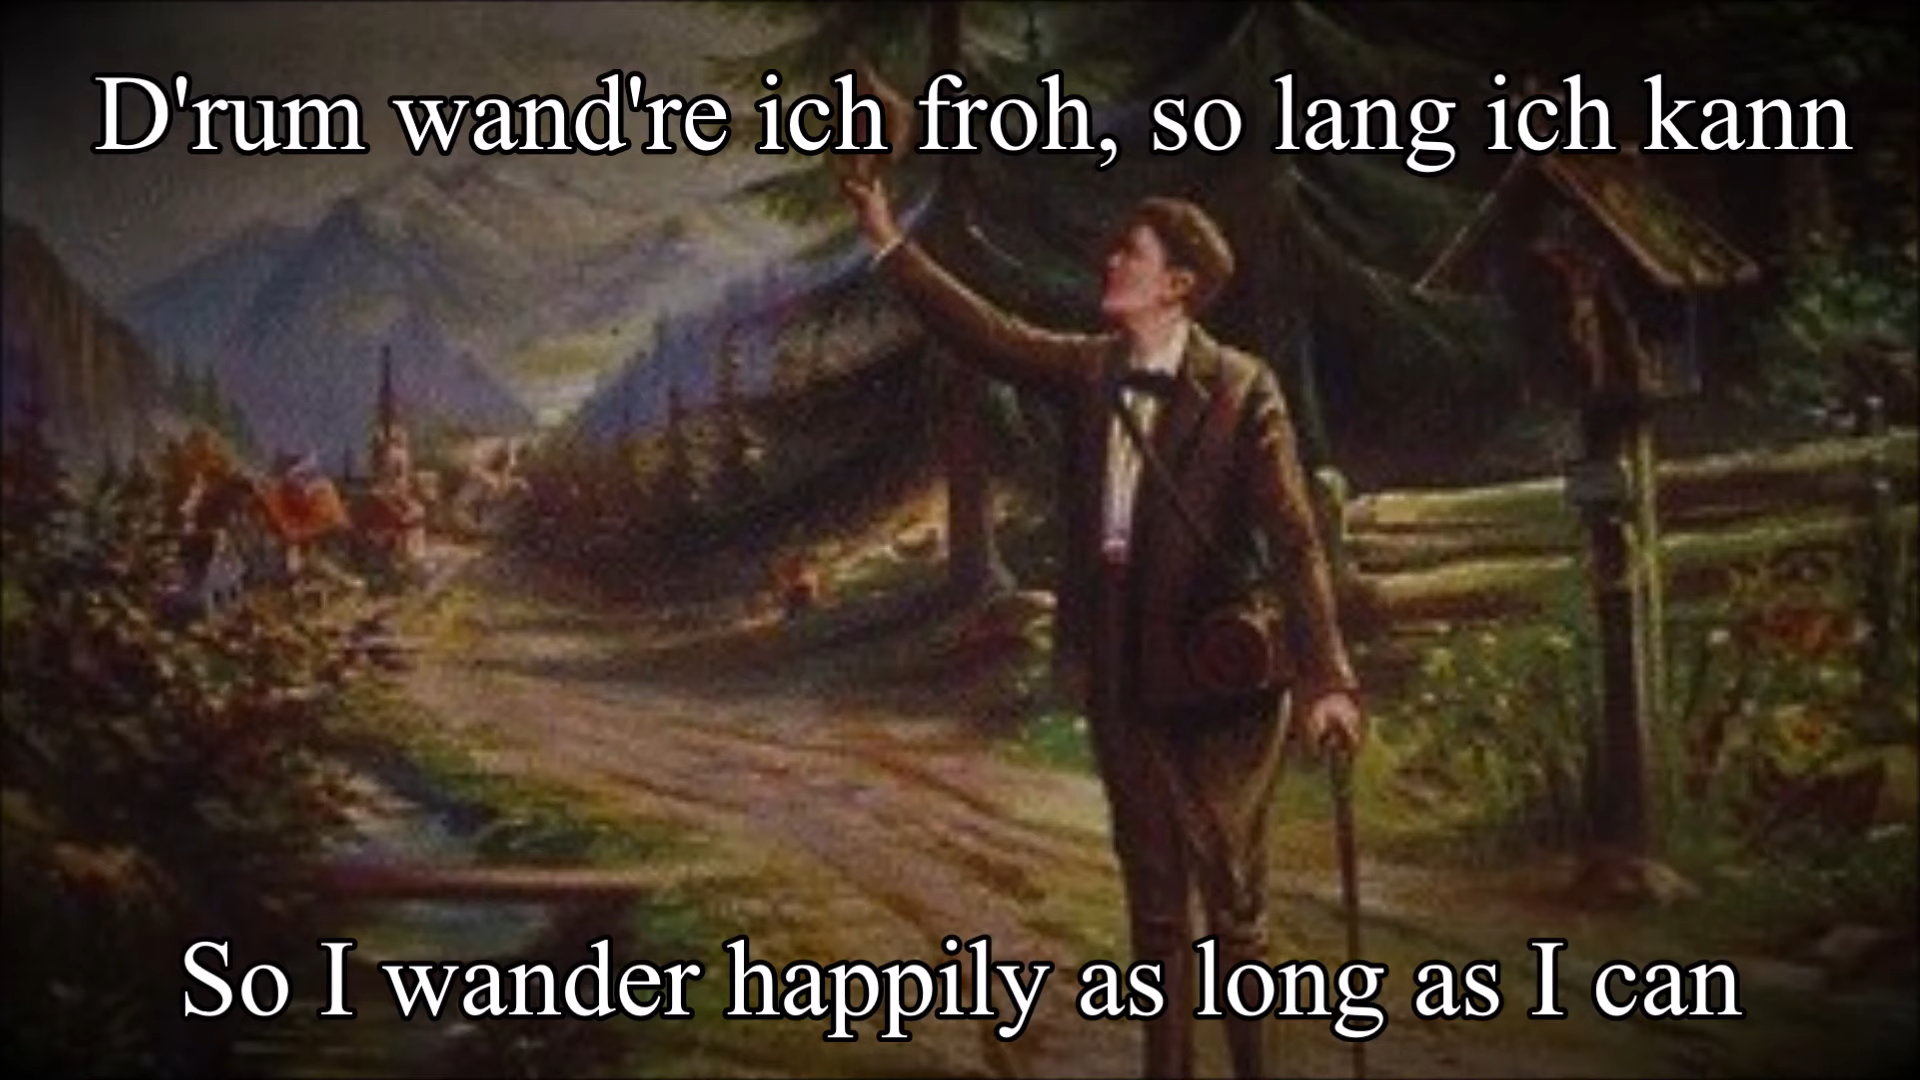 D'rum wand're ich froh, so lang ich kann
So I wander happily as long as I can